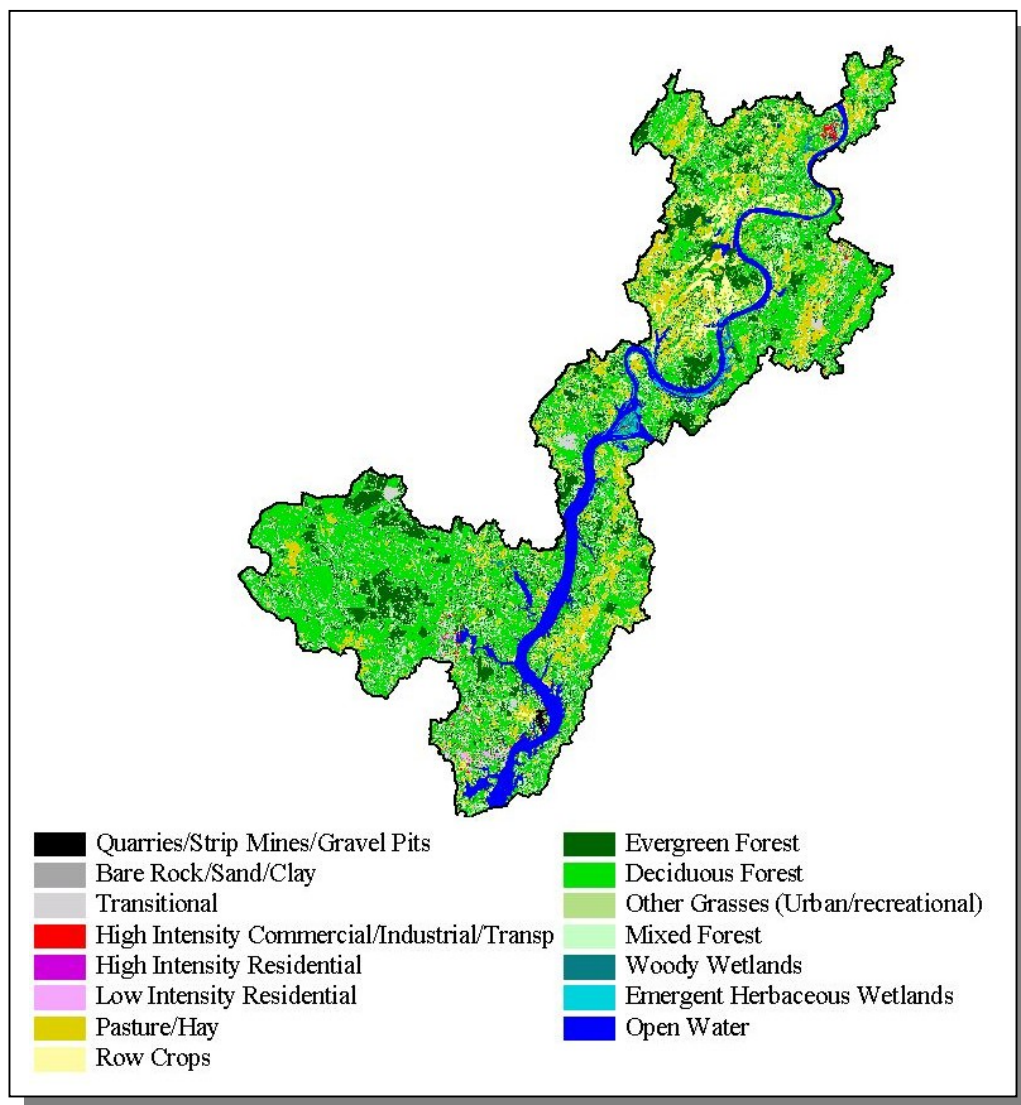 Quarries/Strip Mines/Gravel Pits
Bare Rock/Sand/Clay
Transitional
High Intensity Commercial/Industrial/Transp
High Intensity Residential
Low Intensity Residential
Pasture/Hay
Row Crops
Evergreen Forest
Deciduous Forest
Other Grasses (Urban/recreational)
Mixed Forest
Woody Wetlands
Emergent Herbaceous Wetlands
Open Water